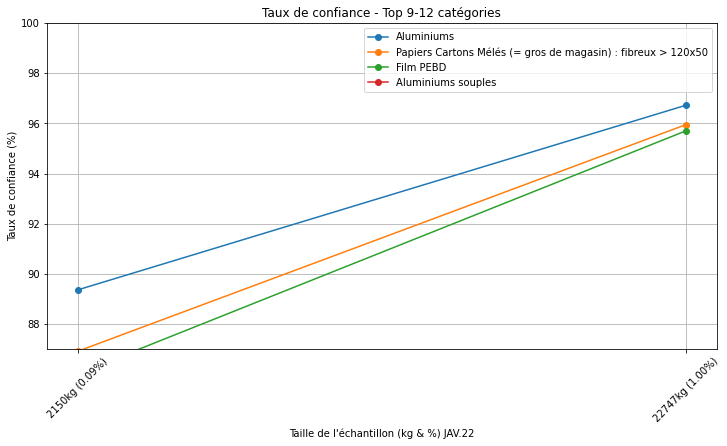 Taux de confiance - Top 9-12 catégories
Taux de confiance (%)
100
98
96
94
92
90
88
Aluminiums
Papiers Cartons Mélés (= gros de magasin) : fibreux > 120x50
Film PEBD
Aluminiums souples
2150kg (0.09%)
22747kg (1.00%)
Taille de l'échantillon (kg & %) JAV.22